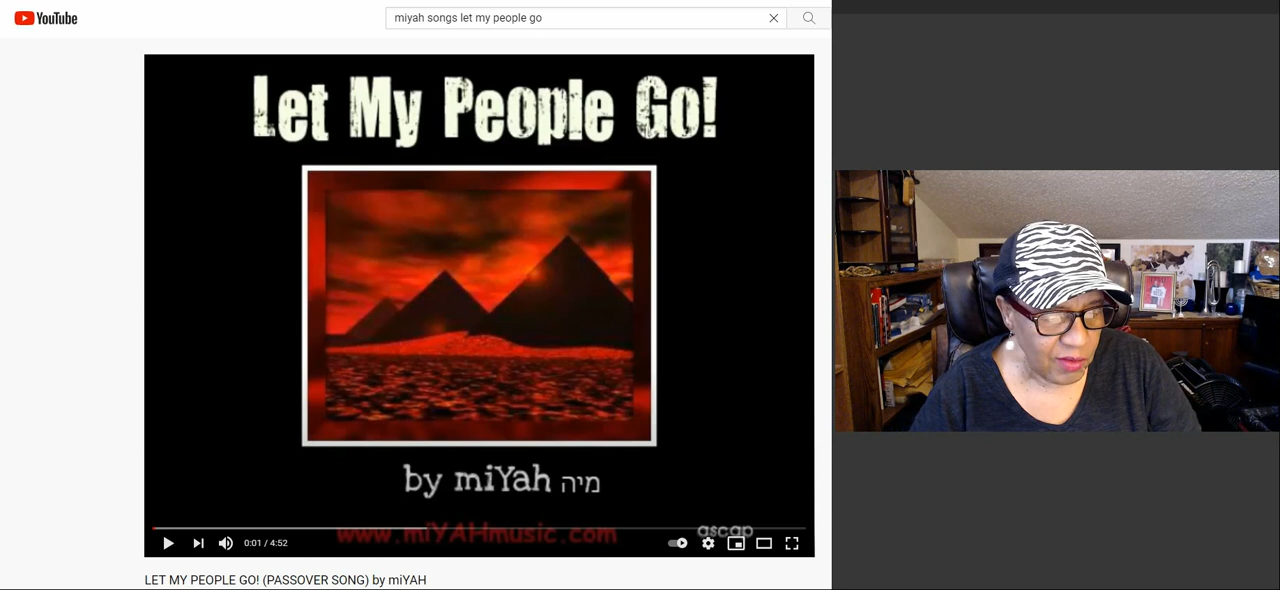 YouTube
miyah songs let my people go
Let My People Go!
by miYah מיה
www.miYAHmusic.com
ascap
0:01 / 4:52
LET MY PEOPLE GO! (PASSOVER SONG) by miYAH